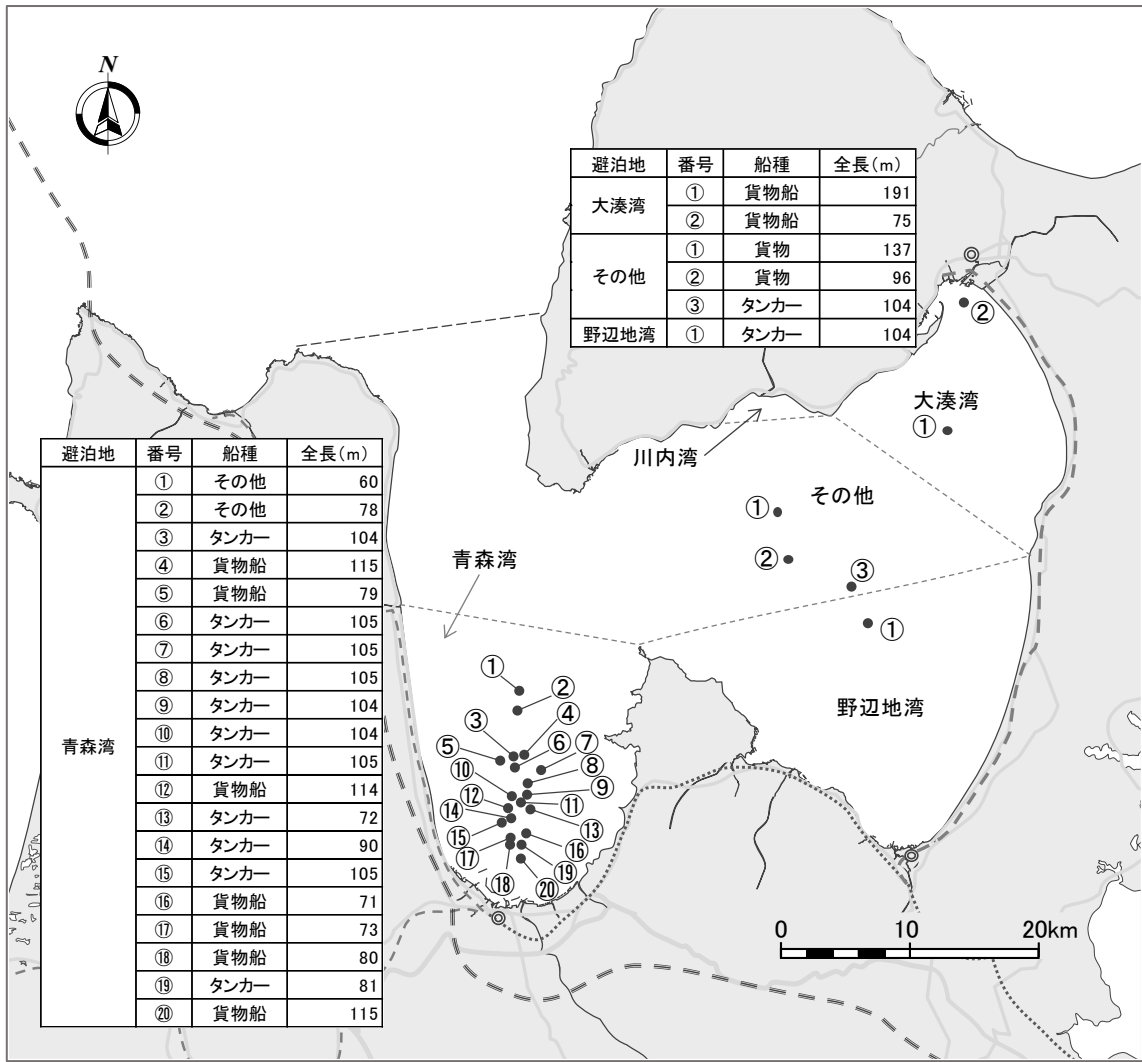 N
避泊地 番号 船種 全長(m)
大湊湾 ① 貨物船 191
② 貨物船 75
その他 ① 貨物 137
② 貨物 96
③ タンカー 104
野辺地湾 ① タンカー 104
②
大湊湾
①
川内湾
その他
①
②
③
①
野辺地湾
避泊地 番号 船種 全長(m)
青森湾 ① その他 60
② その他 78
③ タンカー 104
④ 貨物船 115
⑤ 貨物船 79
⑥ タンカー 105
⑦ タンカー 105
⑧ タンカー 105
⑨ タンカー 104
⑩ タンカー 104
⑪ タンカー 105
⑫ 貨物船 114
⑬ タンカー 72
⑭ タンカー 90
⑮ タンカー 105
⑯ 貨物船 71
⑰ 貨物船 73
⑱ 貨物船 80
⑲ タンカー 81
⑳ 貨物船 115
青森湾
①
②
③ ④
⑤ ⑥ ⑦
⑩ ⑧
⑫ ⑨
⑭ ⑪
⑮ ⑬
⑰ ⑯
⑱ ⑳ ⑲
0 10 20km